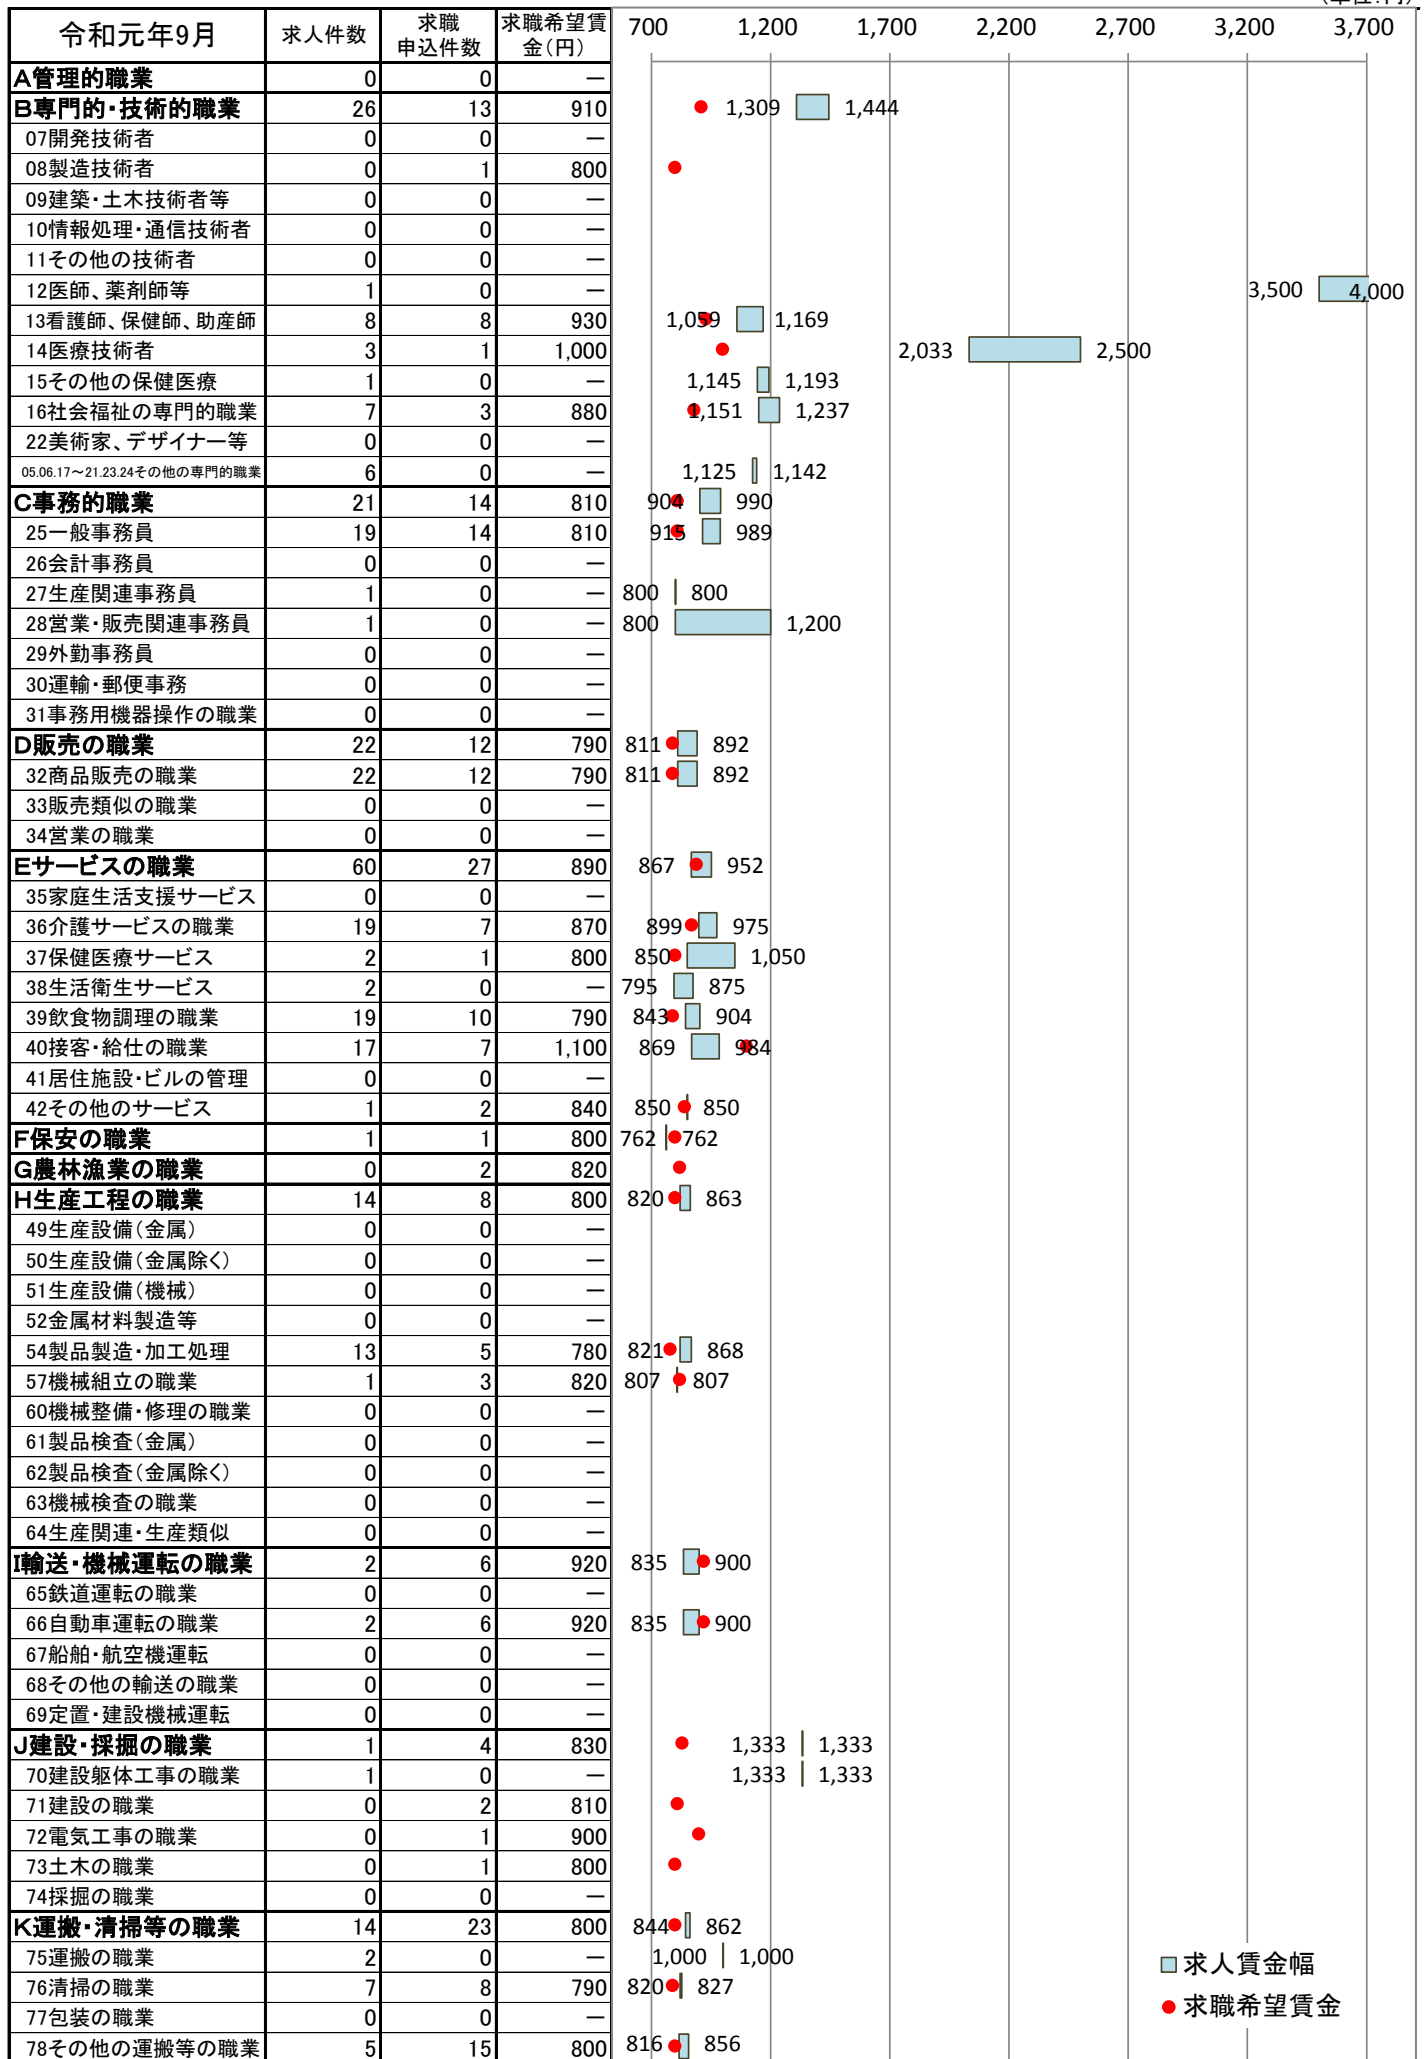 令和元年9月 求人件数 求職申込件数 求職希望賃金(円) 700 1,200 1,700 2,200 2,700 3,200 3,700
A管理的職業 0 0 ―
B専門的・技術的職業 26 13 910 1,309 1,444
07開発技術者 0 0 ―
08製造技術者 0 1 800
09建築・土木技術者等 0 0 ―
10情報処理・通信技術者 0 0 ―
11その他の技術者 0 0 ―
12医師、薬剤師等 1 0 ― 3,500 4,000
13看護師、保健師、助産師 8 8 930 1,059 1,169
14医療技術者 3 1 1,000 2,033 2,500
15その他の保健医療 1 0 ― 1,145 1,193
16社会福祉の専門的職業 7 3 880 1,151 1,237
22美術家、デザイナー等 0 0 ―
05.06.17～21.23.24その他の専門的職業 6 0 ― 1,125 1,142
C事務的職業 21 14 810 904 990
25一般事務員 19 14 810 915 989
26会計事務員 0 0 ―
27生産関連事務員 1 0 ― 800 800
28営業・販売関連事務員 1 0 ― 800 1,200
29外勤事務員 0 0 ―
30運輸・郵便事務 0 0 ―
31事務用機器操作の職業 0 0 ―
D販売の職業 22 12 790 811 892
32商品販売の職業 22 12 790 811 892
33販売類似の職業 0 0 ―
34営業の職業 0 0 ―
Eサービスの職業 60 27 890 867 952
35家庭生活支援サービス 0 0 ―
36介護サービスの職業 19 7 870 899 975
37保健医療サービス 2 1 800 850 1,050
38生活衛生サービス 2 0 ― 795 875
39飲食物調理の職業 19 10 790 843 904
40接客・給仕の職業 17 7 1,100 869 984
41居住施設・ビルの管理 0 0 ―
42その他のサービス 1 2 840 850 850
F保安の職業 1 1 800 762 762
G農林漁業の職業 0 2 820
H生産工程の職業 14 8 800 820 863
49生産設備(金属) 0 0 ―
50生産設備(金属除く) 0 0 ―
51生産設備(機械) 0 0 ―
52金属材料製造等 0 0 ―
54製品製造・加工処理 13 5 780 821 868
57機械組立の職業 1 3 820 807 807
60機械整備・修理の職業 0 0 ―
61製品検査(金属) 0 0 ―
62製品検査(金属除く) 0 0 ―
63機械検査の職業 0 0 ―
64生産関連・生産類似 0 0 ―
I輸送・機械運転の職業 2 6 920 835 900
65鉄道運転の職業 0 0 ―
66自動車運転の職業 2 6 920 835 900
67船舶・航空機運転 0 0 ―
68その他の輸送の職業 0 0 ―
69定置・建設機械運転 0 0 ―
J建設・採掘の職業 1 4 830 1,333 1,333
70建設躯体工事の職業 1 0 ― 1,333 1,333
71建設の職業 0 2 810
72電気工事の職業 0 1 900
73土木の職業 0 1 800
74採掘の職業 0 0 ―
K運搬・清掃等の職業 14 23 800 844 862
75運搬の職業 2 0 ― 1,000 1,000
76清掃の職業 7 8 790 820 827
77包装の職業 0 0 ―
78その他の運搬等の職業 5 15 800 816 856
求人賃金幅
求職希望賃金